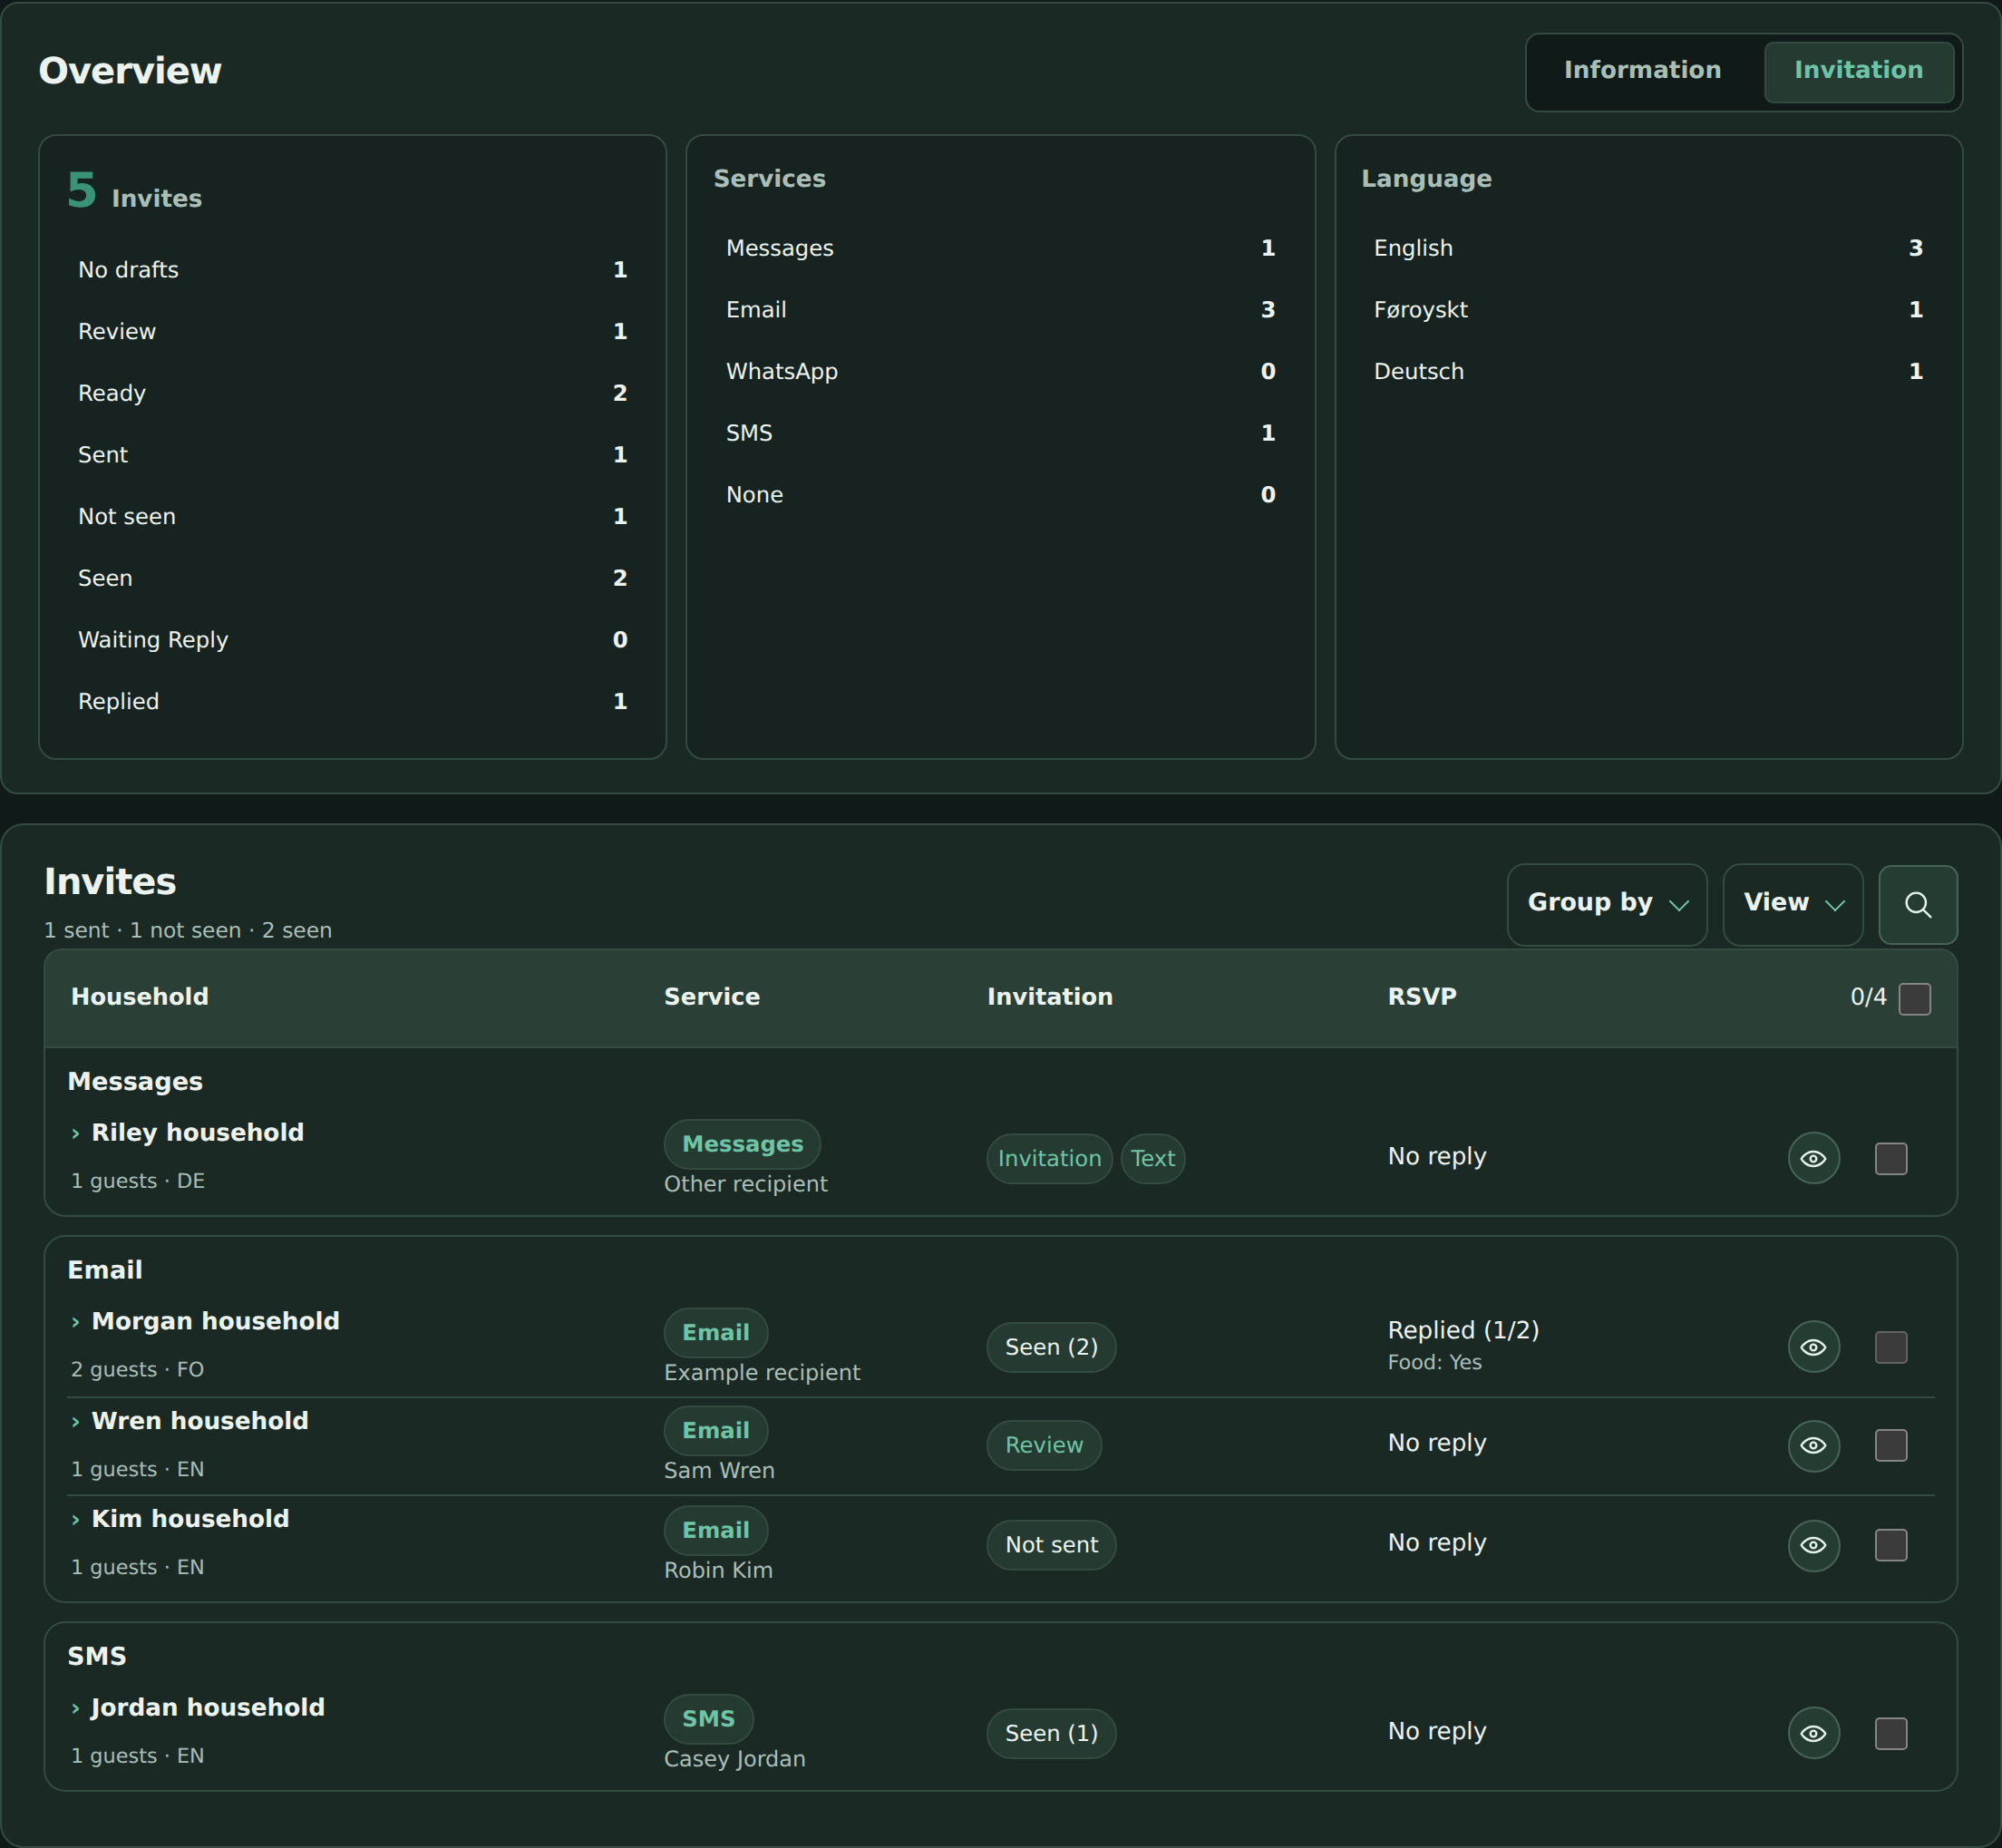 Overview
Information
Invitation
5 Invites
No drafts 1
Review 1
Ready 2
Sent 1
Not seen 1
Seen 2
Waiting Reply 0
Replied 1
Services
Messages 1
Email 3
WhatsApp 0
SMS 1
None 0
Language
English 3
Føroyskt 1
Deutsch 1
Invites
1 sent · 1 not seen · 2 seen
Group by
View
Household Service Invitation RSVP 0/4
Messages
› Riley household
1 guests · DE
Messages
Other recipient
Invitation Text
No reply
Email
› Morgan household
2 guests · FO
Email
Example recipient
Seen (2)
Replied (1/2)
Food: Yes
› Wren household
1 guests · EN
Email
Sam Wren
Review
No reply
› Kim household
1 guests · EN
Email
Robin Kim
Not sent
No reply
SMS
› Jordan household
1 guests · EN
SMS
Casey Jordan
Seen (1)
No reply